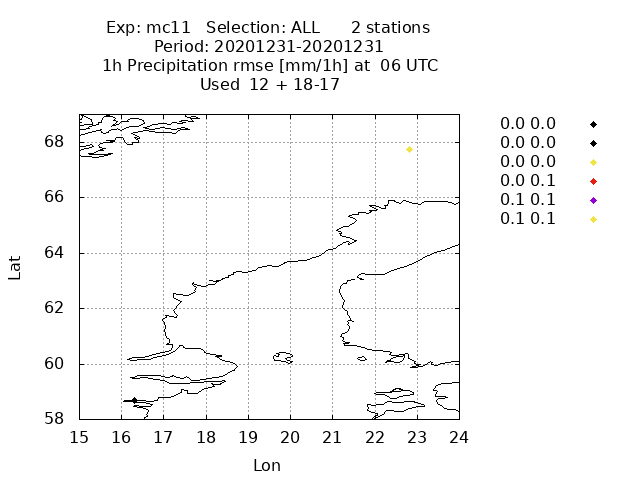 Exp: mc11   Selection: ALL      2 stations
Period: 20201231-20201231
1h Precipitation rmse [mm/1h] at  06 UTC
Used  12 + 18-17
0.0 0.0
0.0 0.0
0.0 0.0
0.0 0.1
0.1 0.1
0.1 0.1
68
66
64
62
60
58
Lat
15 16 17 18 19 20 21 22 23 24
Lon